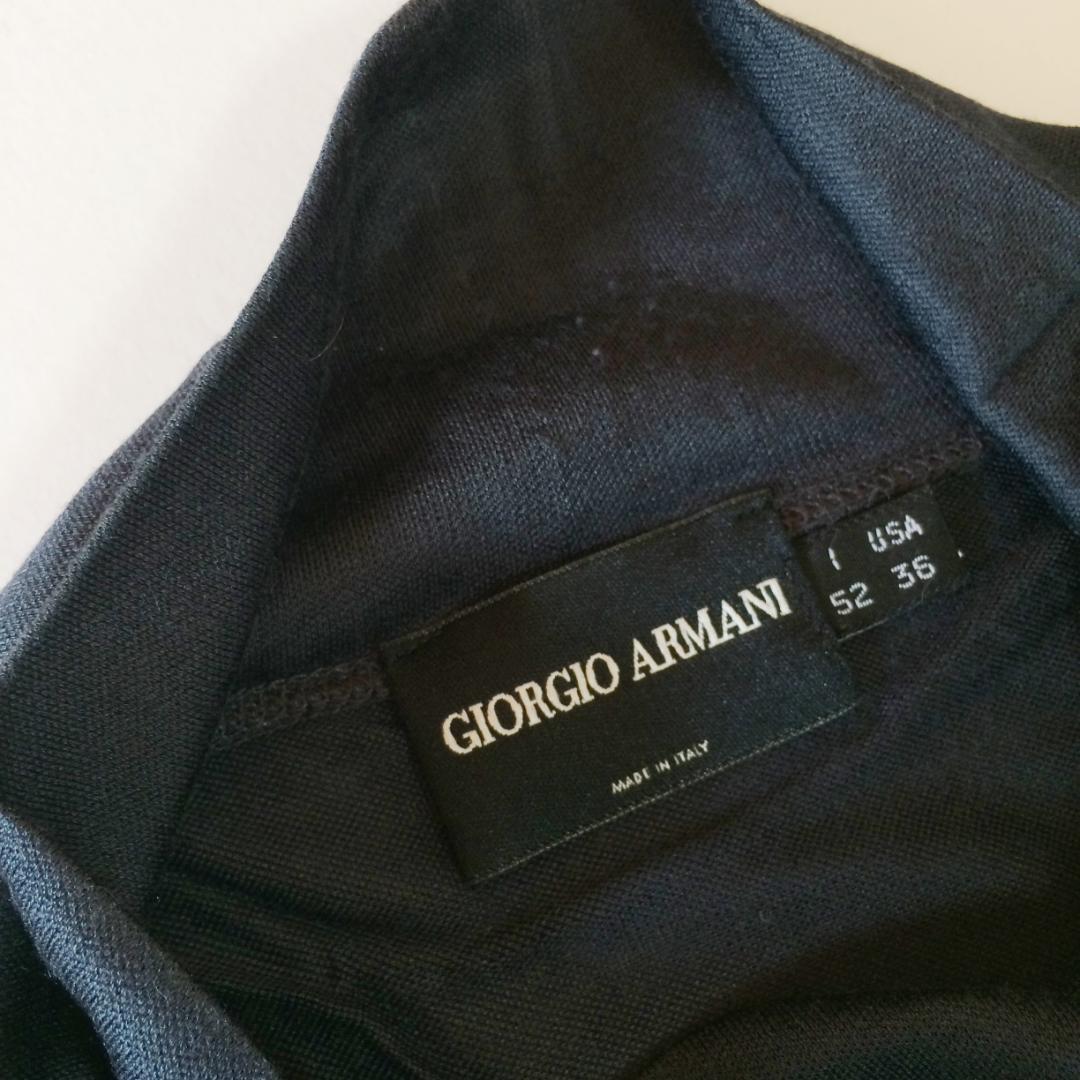 GIORGIO ARMANI
MADE IN ITALY
I USA
52 36